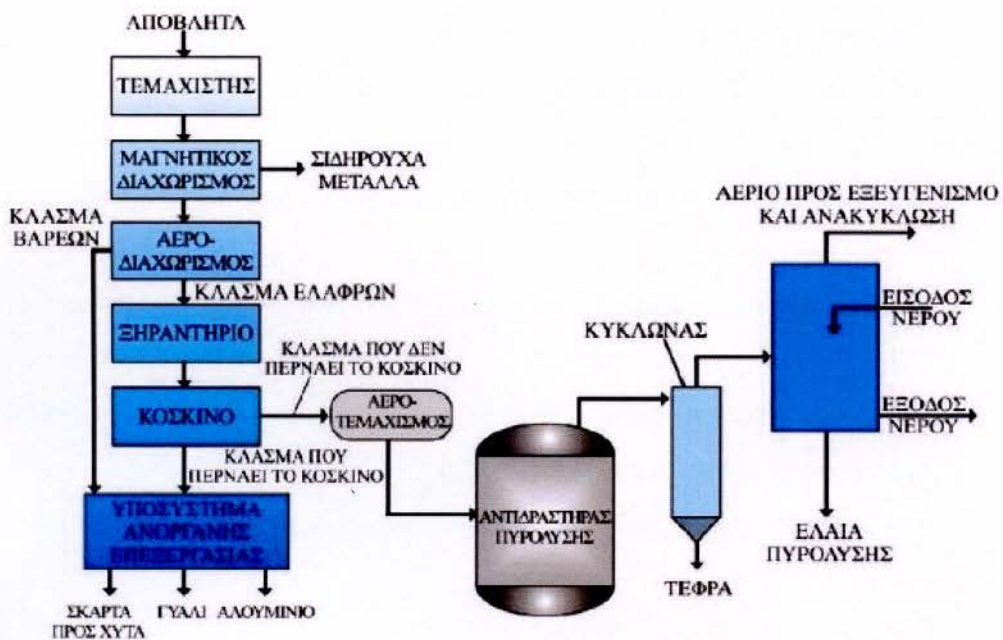 ΑΠΟΒΛΗΤΑ
ΤΕΜΑΧΙΣΤΗΣ
ΜΑΓΝΗΤΙΚΟΣ
ΔΙΑΧΩΡΙΣΜΟΣ
ΣΙΔΗΡΟΥΧΑ
ΜΕΤΑΛΛΑ
ΚΛΑΣΜΑ
ΒΑΡΕΩΝ
ΑΕΡΟ-
ΔΙΑΧΩΡΙΣΜΟΣ
ΚΛΑΣΜΑ ΕΛΑΦΡΩΝ
ΞΗΡΑΝΤΗΡΙΟ
ΚΛΑΣΜΑ ΠΟΥ ΔΕΝ
ΠΕΡΝΑΕΙ ΤΟ ΚΟΣΚΙΝΟ
ΚΟΣΚΙΝΟ
ΑΕΡΟ-
ΤΕΜΑΧΙΣΜΟΣ
ΚΛΑΣΜΑ ΠΟΥ
ΠΕΡΝΑΕΙ ΤΟ ΚΟΣΚΙΝΟ
ΥΠΟΣΥΣΤΗΜΑ
ΑΝΟΡΓΑΝΗΣ
ΕΠΕΞΕΡΓΑΣΙΑΣ
ΣΚΑΡΤΑ
ΠΡΟΣ ΧΥΤΑ
ΓΥΑΛΙ
ΑΛΟΥΜΙΝΙΟ
ΑΝΤΙΔΡΑΣΤΗΡΑΣ
ΠΥΡΟΛΥΣΗΣ
ΚΥΚΛΩΝΑΣ
ΤΕΦΡΑ
ΑΕΡΙΟ ΠΡΟΣ ΕΞΕΥΓΕΝΙΣΜΟ
ΚΑΙ ΑΝΑΚΥΚΛΩΣΗ
ΕΙΣΟΔΟΣ
ΝΕΡΟΥ
ΕΞΟΔΟΣ
ΝΕΡΟΥ
ΕΛΑΙΑ
ΠΥΡΟΛΥΣΗΣ